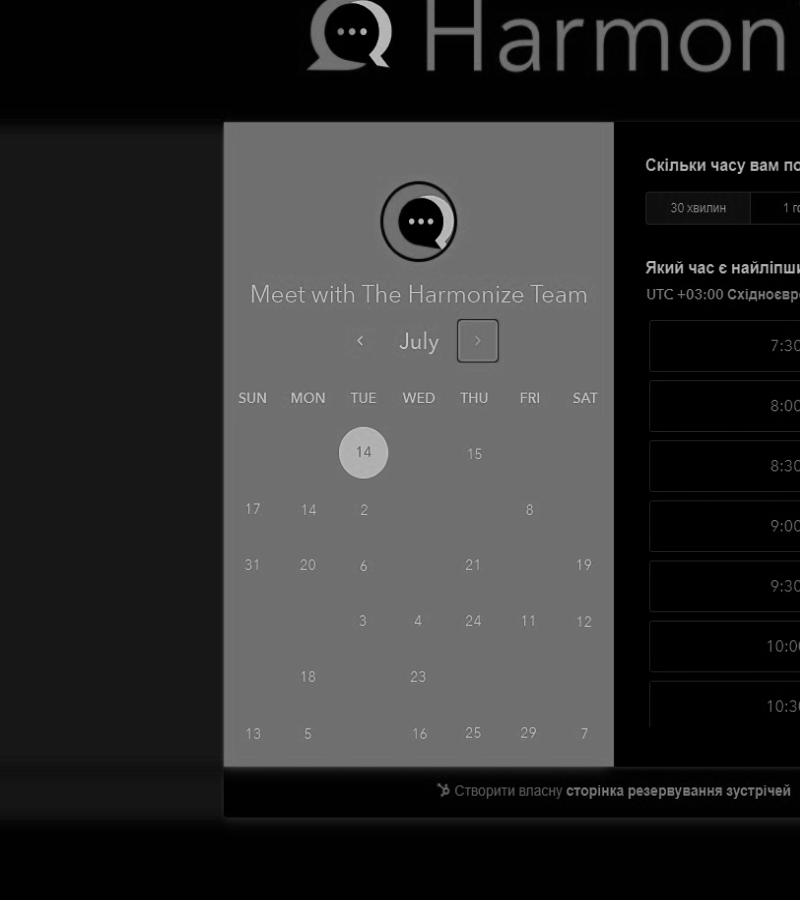 Harmon
Meet with The Harmonize Team
July
SUN MON TUE WED THU FRI SAT
14 15
17 14 2 8
31 20 6 21 19
3 4 24 11 12
18 23
13 5 16 25 29 7
Скільки часу вам по
30 хвилин 1 го
Який час є найліпши
UTC +03:00 Східноєвро
7:30
8:00
8:30
9:00
9:30
10:00
10:30
Створити власну сторінка резервування зустрічей